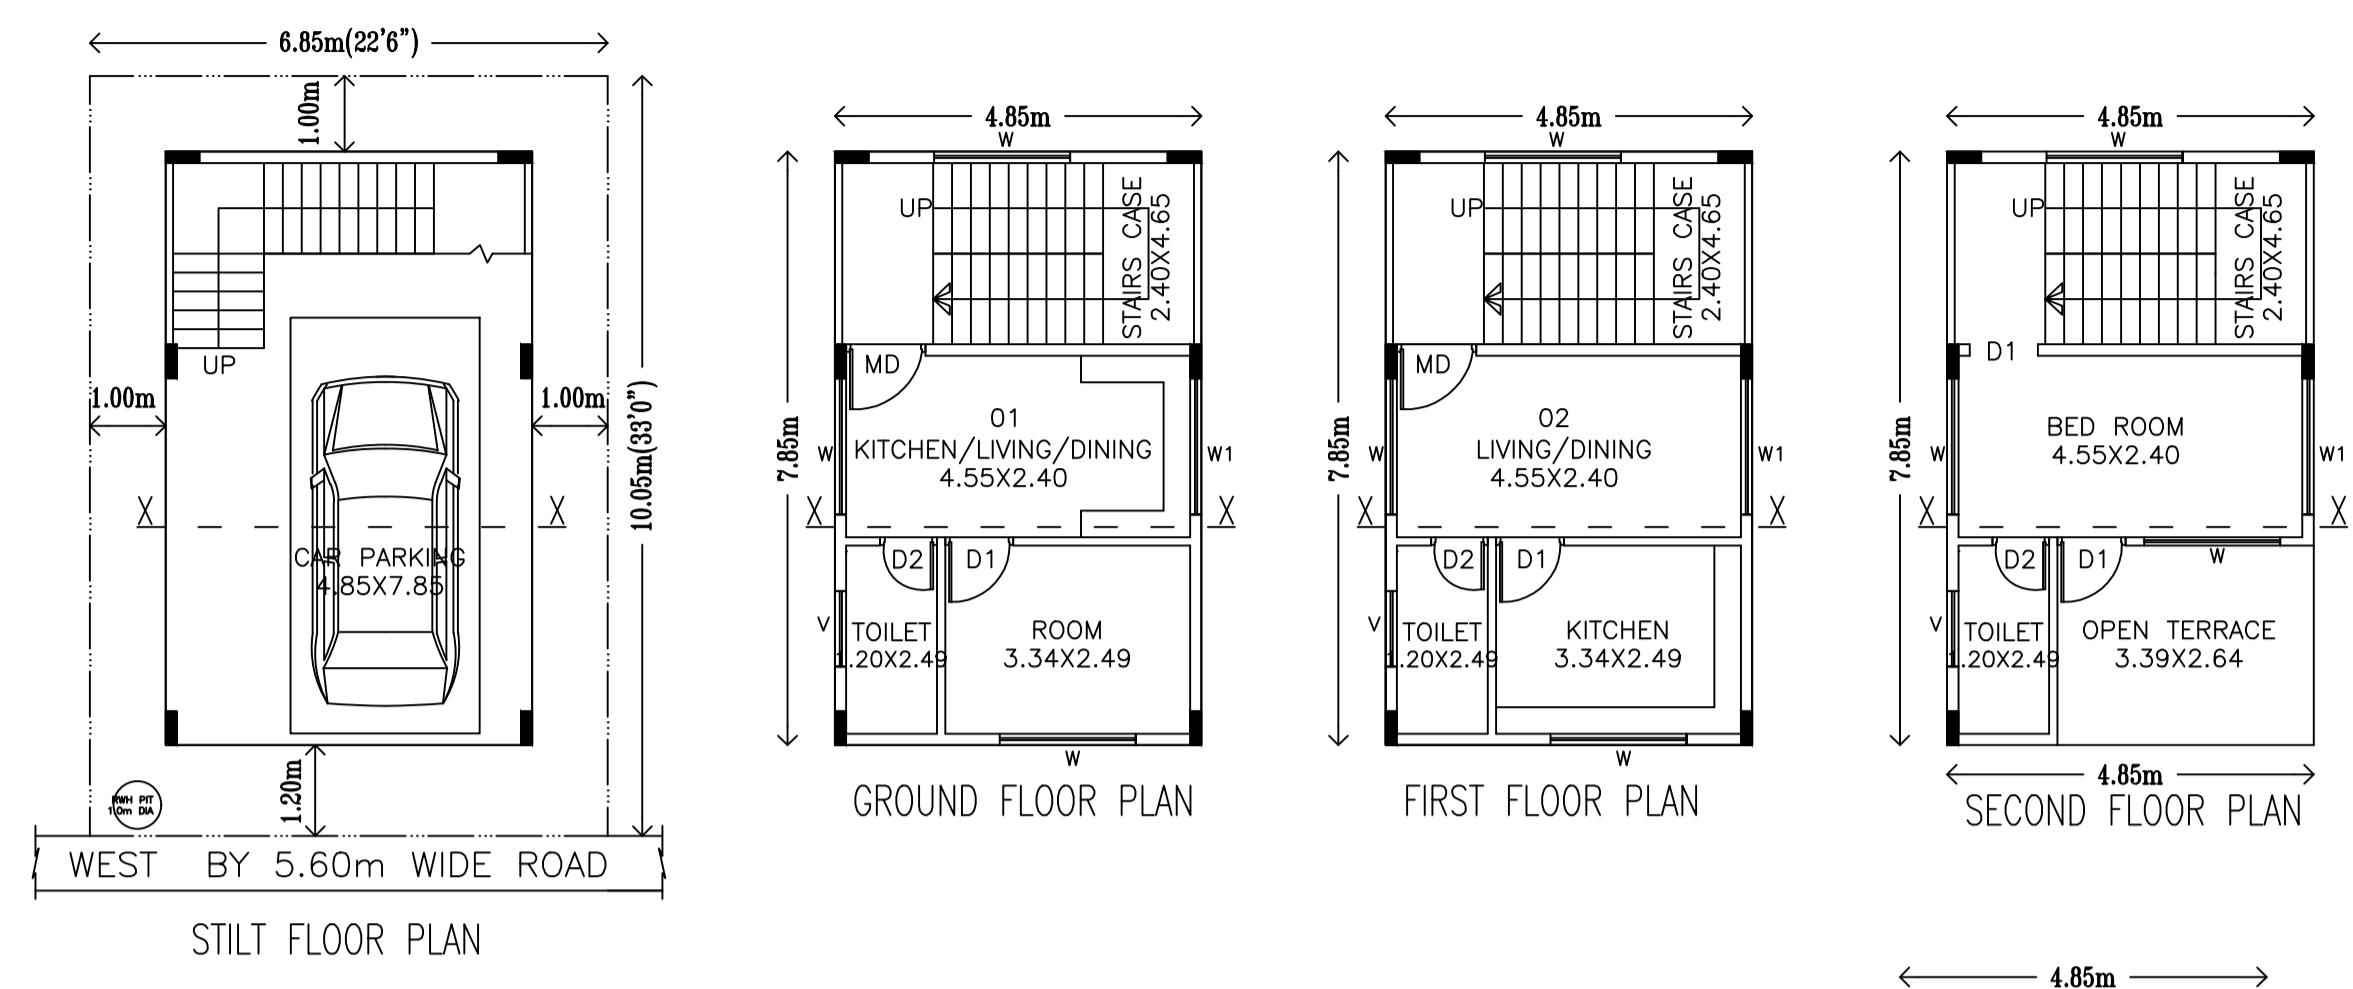 6.85m(22'6")
1.00m
UP
1.00m
1.00m
10.05m(33'0")
X
X
CAR PARKING
4.85X7.85
1.20m
RWH PIT
1.0m DIA
WEST BY 5.60m WIDE ROAD
STILT FLOOR PLAN
4.85m
W
UP
STAIRS CASE
2.40X4.65
MD
7.85m
01
KITCHEN/LIVING/DINING
4.55X2.40
W
W1
X
X
D2
D1
V
TOILET
1.20X2.49
ROOM
3.34X2.49
W
GROUND FLOOR PLAN
4.85m
W
UP
STAIRS CASE
2.40X4.65
MD
7.85m
02
LIVING/DINING
4.55X2.40
W
W1
X
X
D2
D1
V
TOILET
1.20X2.49
KITCHEN
3.34X2.49
W
FIRST FLOOR PLAN
4.85m
W
UP
STAIRS CASE
2.40X4.65
D1
7.85m
BED ROOM
4.55X2.40
W
W1
X
X
D2
D1
W
V
TOILET
1.20X2.49
OPEN TERRACE
3.39X2.64
4.85m
SECOND FLOOR PLAN
4.85m